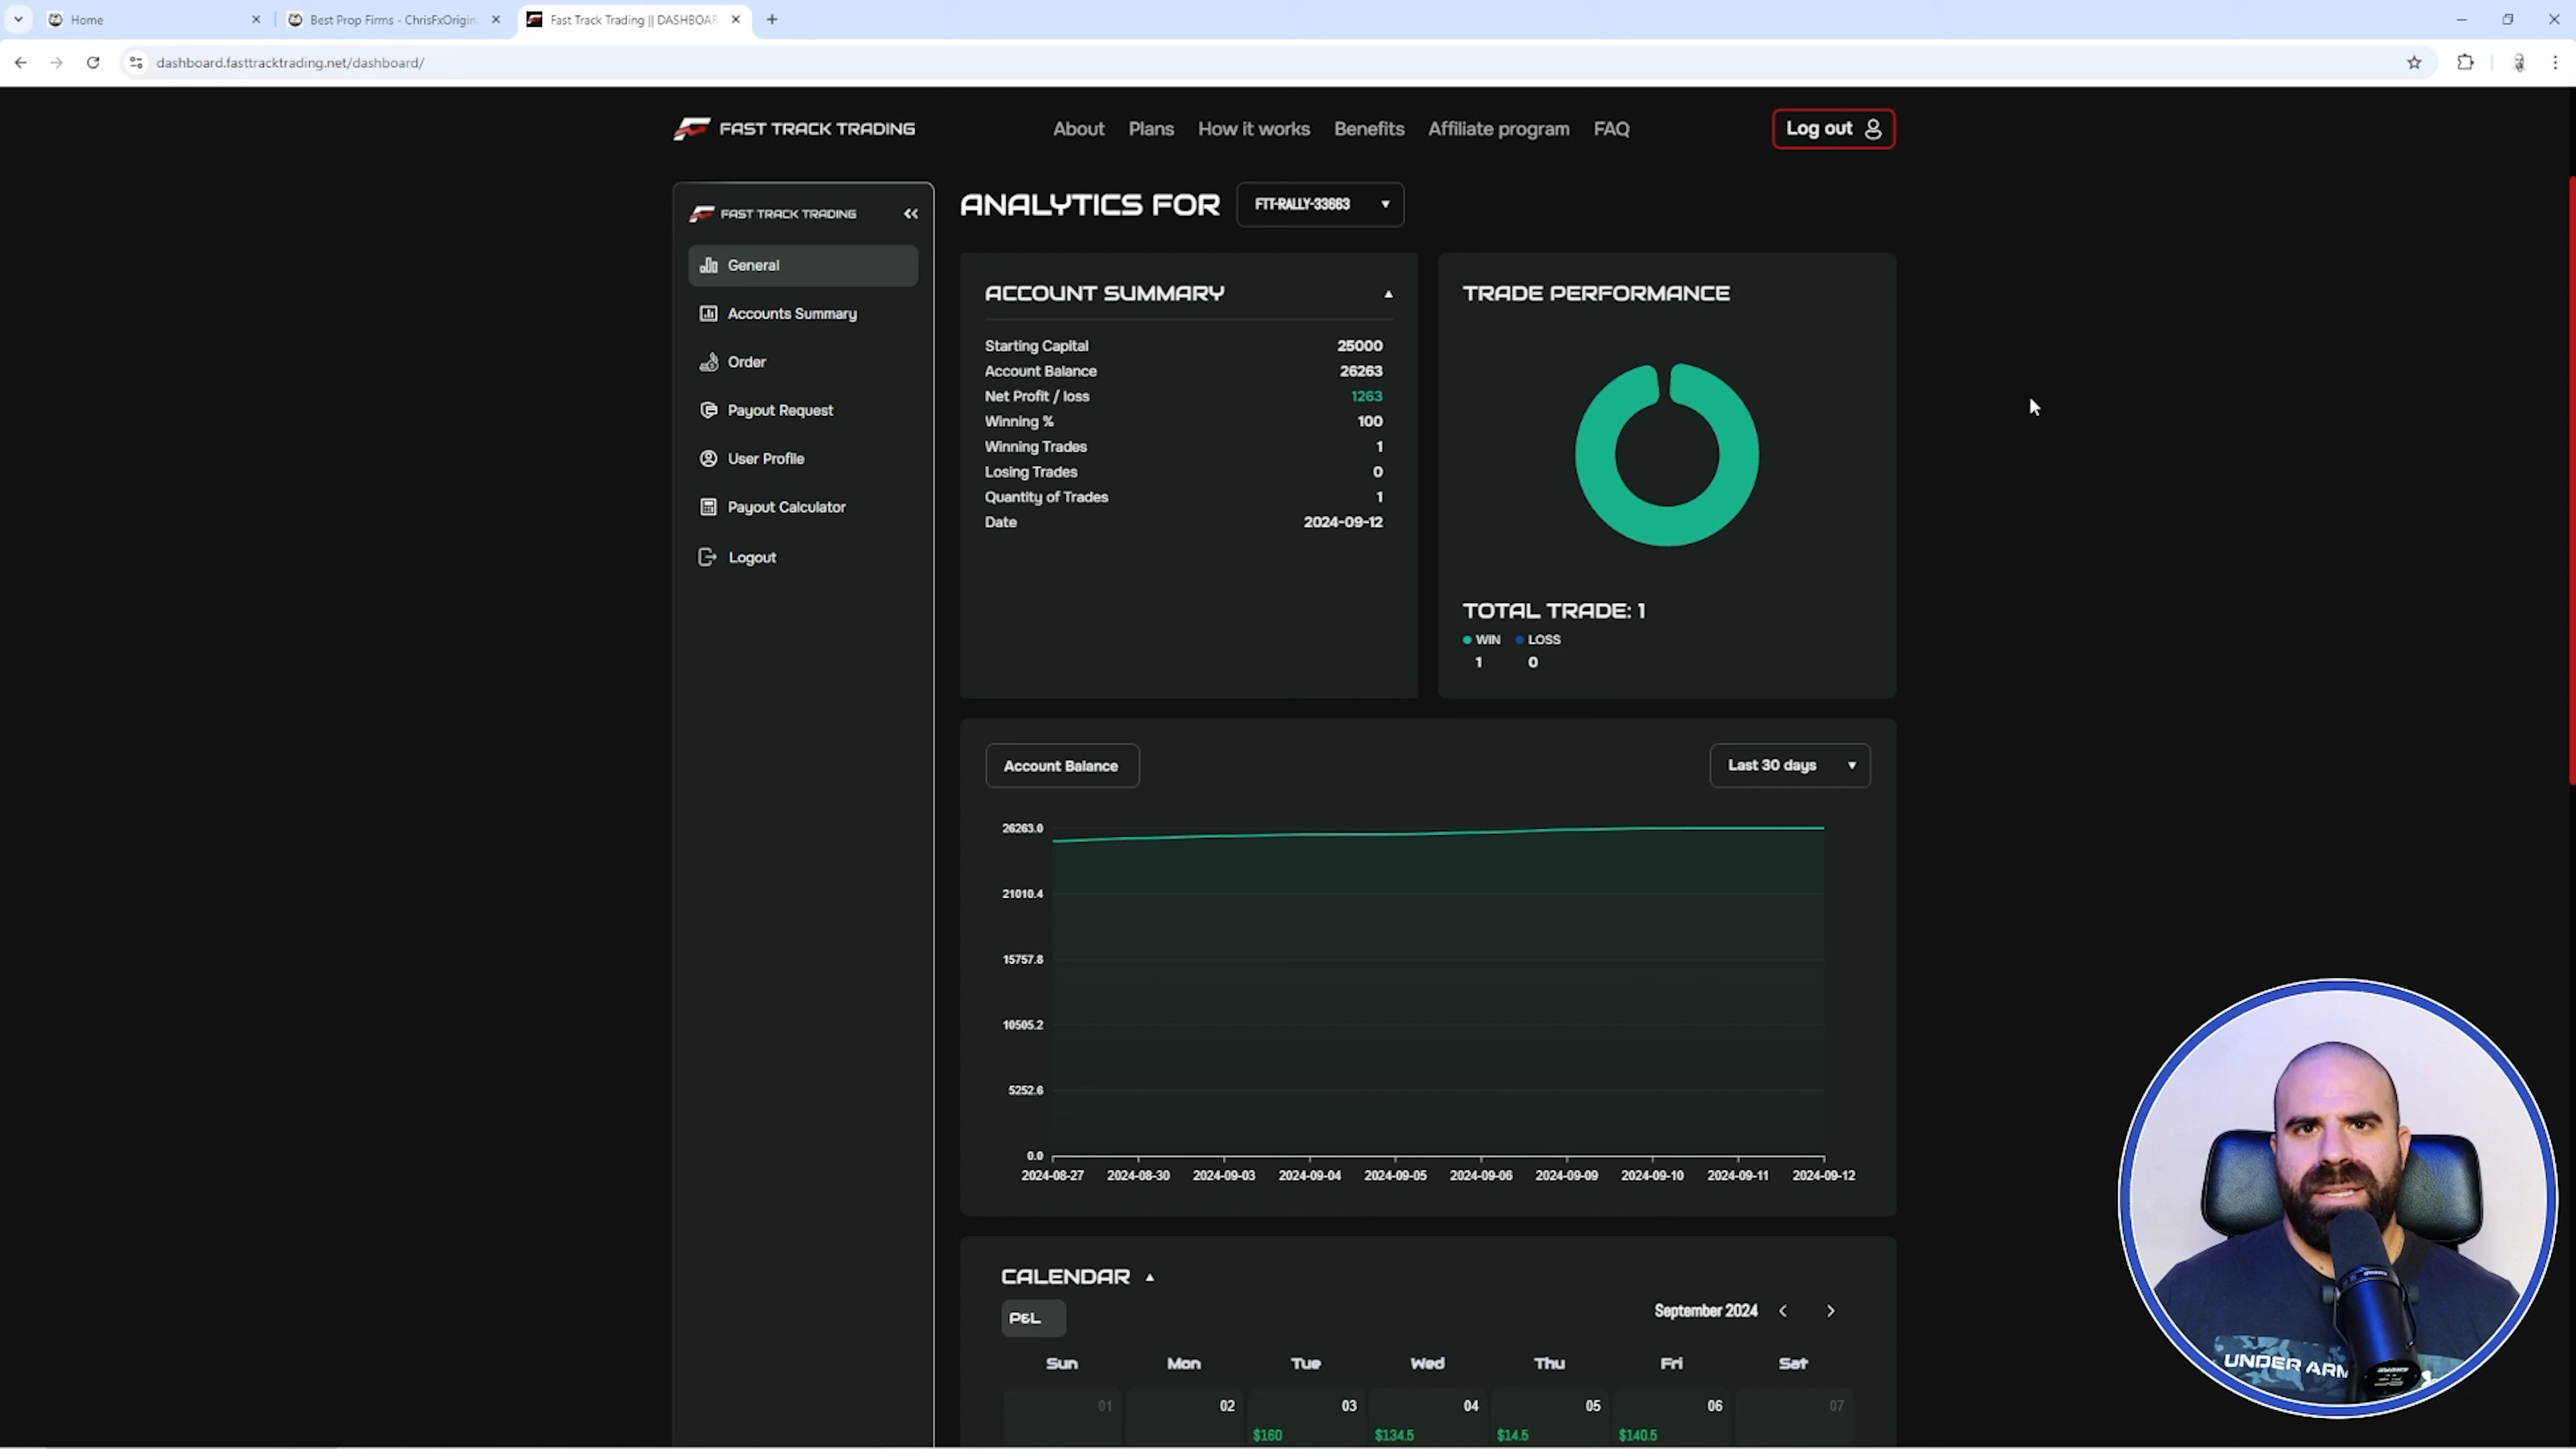 Home
Best Prop Firms - ChrisFxOrigin
Fast Track Trading || DASHBOAR
dashboard.fasttracktrading.net/dashboard/
FAST TRACK TRADING
About Plans How it works Benefits Affiliate program FAQ
Log out
FAST TRACK TRADING
General
Accounts Summary
Order
Payout Request
User Profile
Payout Calculator
Logout
ANALYTICS FOR
FTT-RALLY-33663
ACCOUNT SUMMARY
Starting Capital 25000
Account Balance 26263
Net Profit / loss 1263
Winning % 100
Winning Trades 1
Losing Trades 0
Quantity of Trades 1
Date 2024-09-12
TRADE PERFORMANCE
TOTAL TRADE: 1
WIN LOSS
1 0
Account Balance
Last 30 days
26263.0
21010.4
15757.8
10505.2
5252.6
0.0
2024-08-27 2024-08-30 2024-09-03 2024-09-04 2024-09-05 2024-09-06 2024-09-09 2024-09-10 2024-09-11 2024-09-12
CALENDAR
P&L
September 2024
Sun Mon Tue Wed Thu Fri Sat
01 02 03 04 05 06 07
$160 $134.5 $14.5 $140.5
UNDER ARM